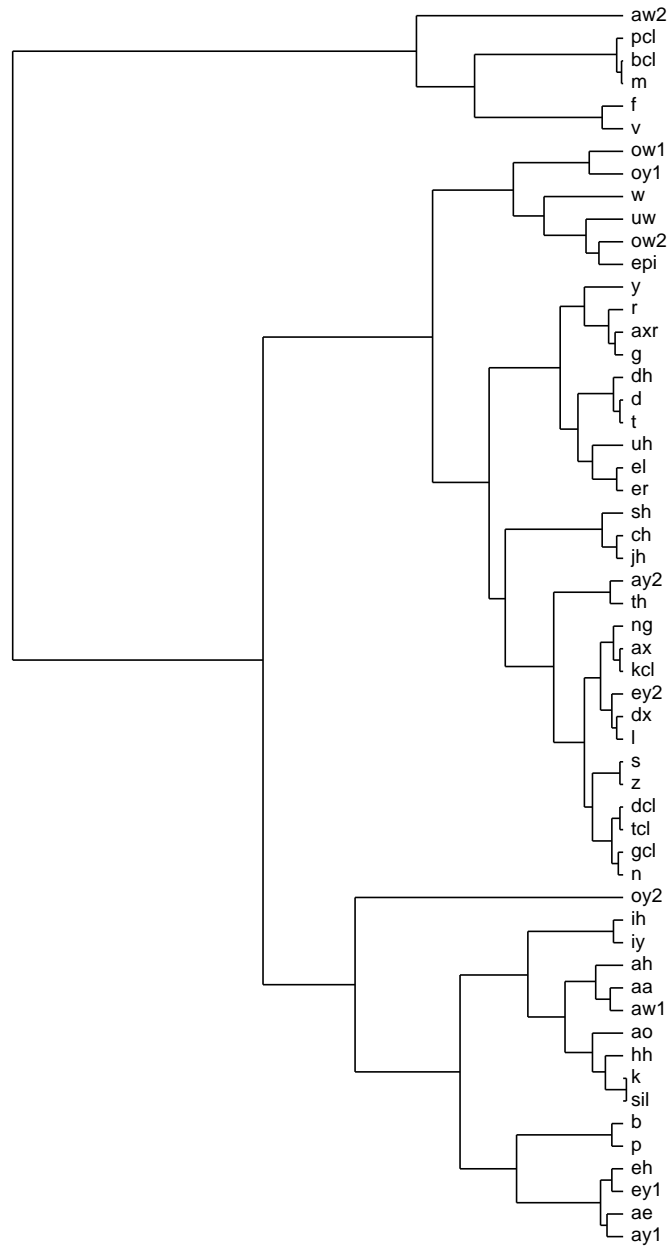 aw2
pcl
bcl
m
f
v
ow1
oy1
w
uw
ow2
epi
y
r
axr
g
dh
d
t
uh
el
er
sh
ch
jh
ay2
th
ng
ax
kcl
ey2
dx
l
s
z
dcl
tcl
gcl
n
oy2
ih
iy
ah
aa
aw1
ao
hh
k
sil
b
p
eh
ey1
ae
ay1